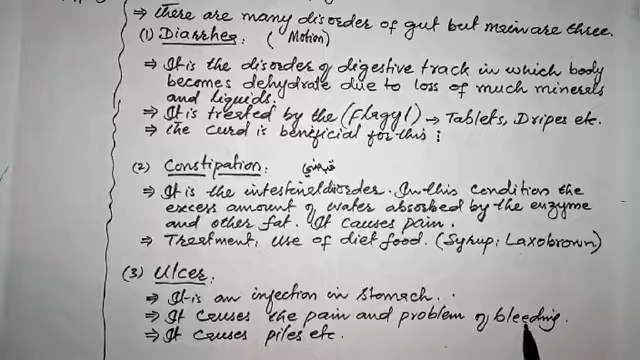 ⇒ There are many disorder of gut but main are three.
(1) Diarrhea: (Motion)
⇒ It is the disorder of digestive track in which body
becomes dehydrate due to loss of much minerals
and liquids.
⇒ It is treated by the (Flagyl) → Tablets, Dripes etc.
⇒ The curd is beneficial for this :
(2) Constipation: قبض
⇒ It is the intestinal disorder. In this condition the
excess amount of water absorbed by the enzyme
and other fat. It causes pain.
⇒ Treatment: Use of diet food. (Syrup: Laxobrown)
(3) Ulcer:
⇒ It is an infection in stomach.
⇒ It causes the pain and problem of bleeding.
⇒ It causes piles etc.